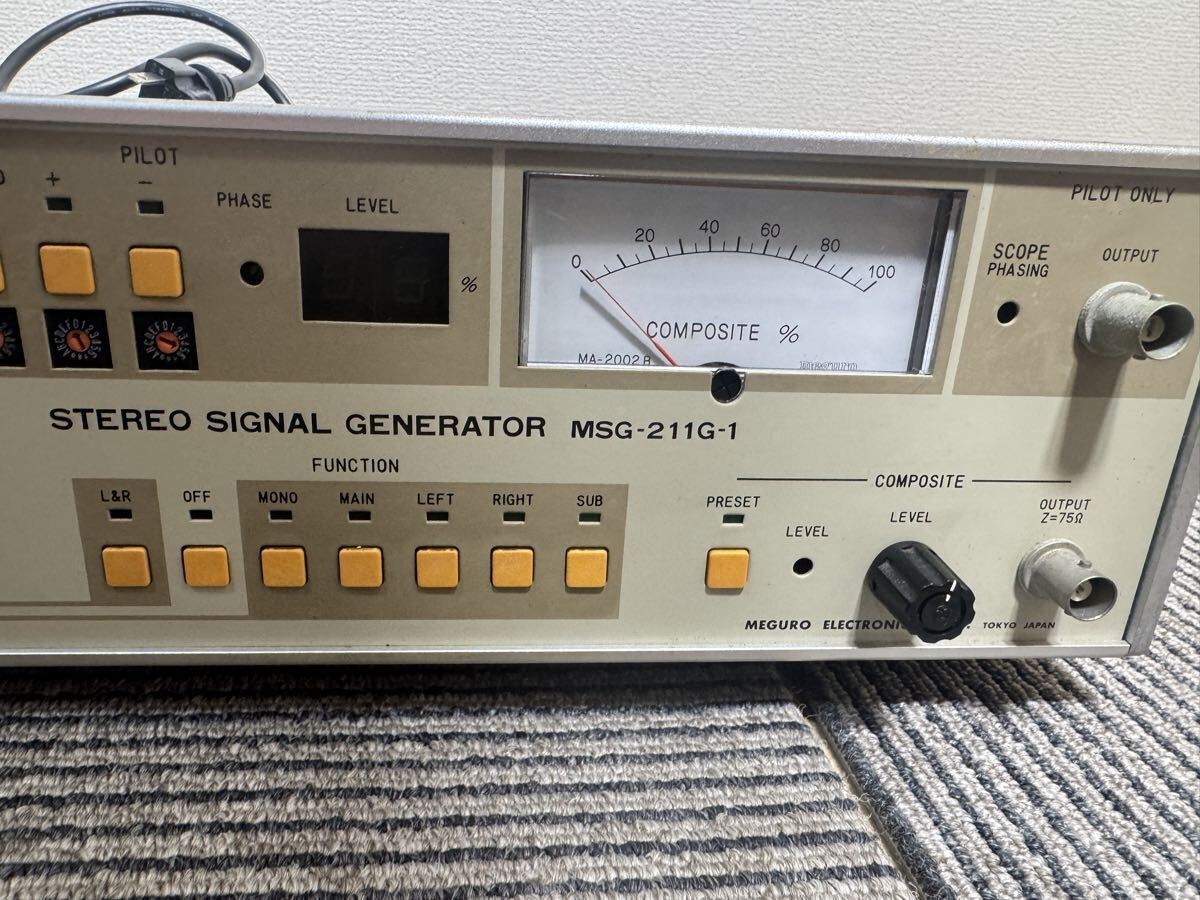 PILOT
+ −
PHASE
LEVEL
%
0 20 40 60 80 100
COMPOSITE %
MA-2002B
PILOT ONLY
SCOPE
PHASING
OUTPUT
STEREO SIGNAL GENERATOR MSG-211G-1
FUNCTION
L&R OFF MONO MAIN LEFT RIGHT SUB
COMPOSITE
PRESET
LEVEL
LEVEL
OUTPUT
Z=75Ω
MEGURO TOKYO JAPAN